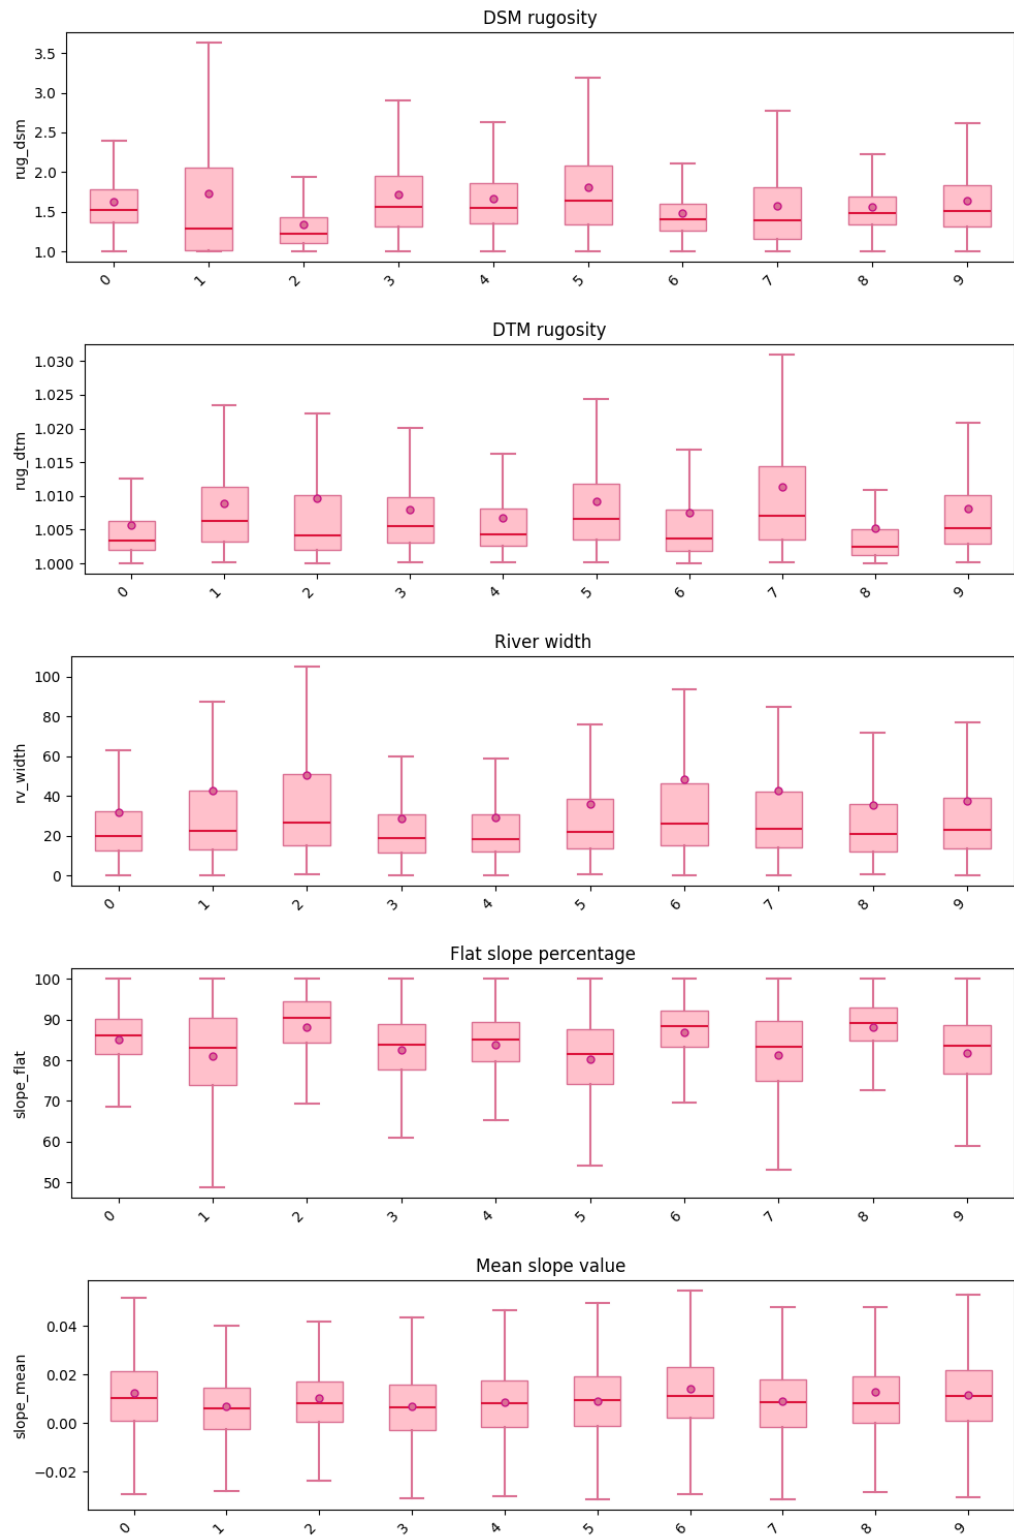 DSM rugosity
rug_dsm
3.5
3.0
2.5
2.0
1.5
1.0
0 1 2 3 4 5 6 7 8 9
DTM rugosity
rug_dtm
1.030
1.025
1.020
1.015
1.010
1.005
1.000
0 1 2 3 4 5 6 7 8 9
River width
rv_width
100
80
60
40
20
0
0 1 2 3 4 5 6 7 8 9
Flat slope percentage
slope_flat
100
90
80
70
60
50
0 1 2 3 4 5 6 7 8 9
Mean slope value
slope_mean
0.04
0.02
0.00
−0.02
0 1 2 3 4 5 6 7 8 9